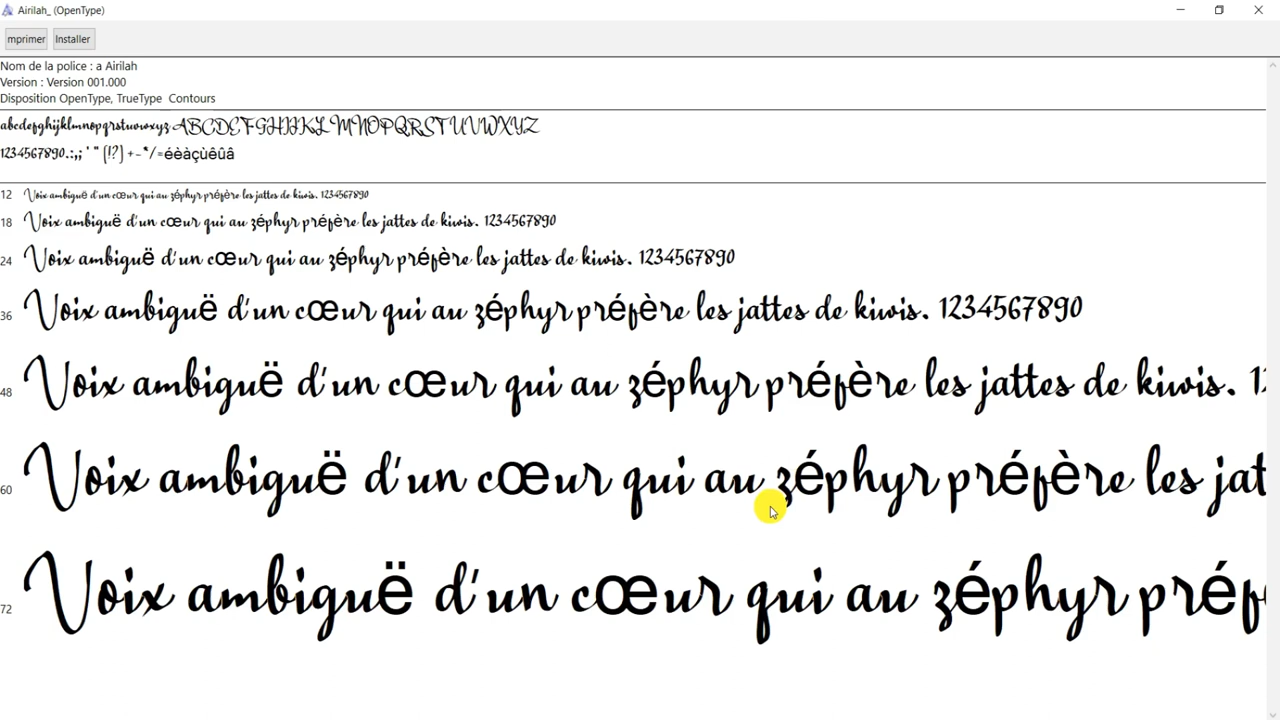 Airilah_ (OpenType)
mprimer Installer
Nom de la police : a Airilah
Version : Version 001.000
Disposition OpenType, TrueType Contours
abcdefghijklmnopqrstuvwxyz ABCDEFGHIJKLMNOPQRSTUVWXYZ
1234567890.:,; ' " (!?) +-*/=éèàçùêûâ
12 Voix ambiguë d'un cœur qui au zéphyr préfère les jattes de kiwis. 1234567890
18 Voix ambiguë d'un cœur qui au zéphyr préfère les jattes de kiwis. 1234567890
24 Voix ambiguë d'un cœur qui au zéphyr préfère les jattes de kiwis. 1234567890
36 Voix ambiguë d'un cœur qui au zéphyr préfère les jattes de kiwis. 1234567890
48 Voix ambiguë d'un cœur qui au zéphyr préfère les jattes de kiwis. 12
60 Voix ambiguë d'un cœur qui au zéphyr préfère les jat
72 Voix ambiguë d'un cœur qui au zéphyr préf